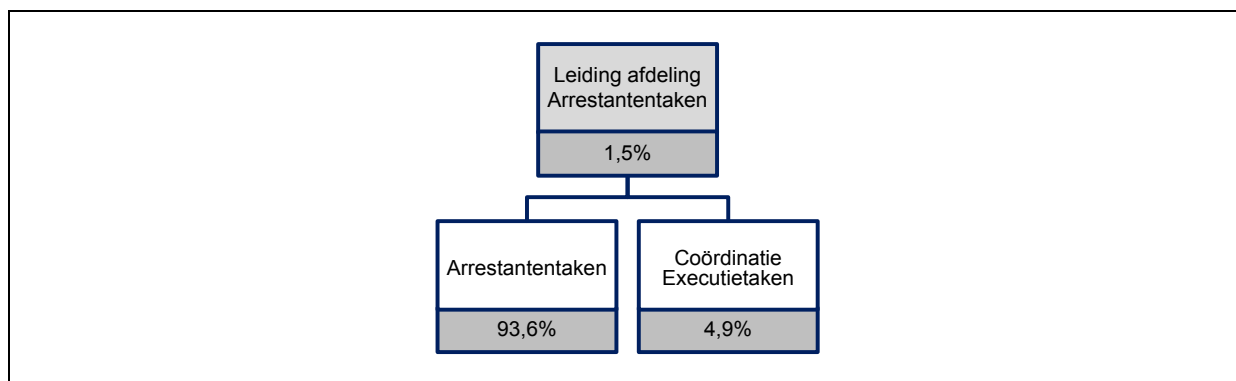 Leiding afdeling
Arrestantentaken
1,5%
Arrestantentaken
93,6%
Coördinatie
Executietaken
4,9%